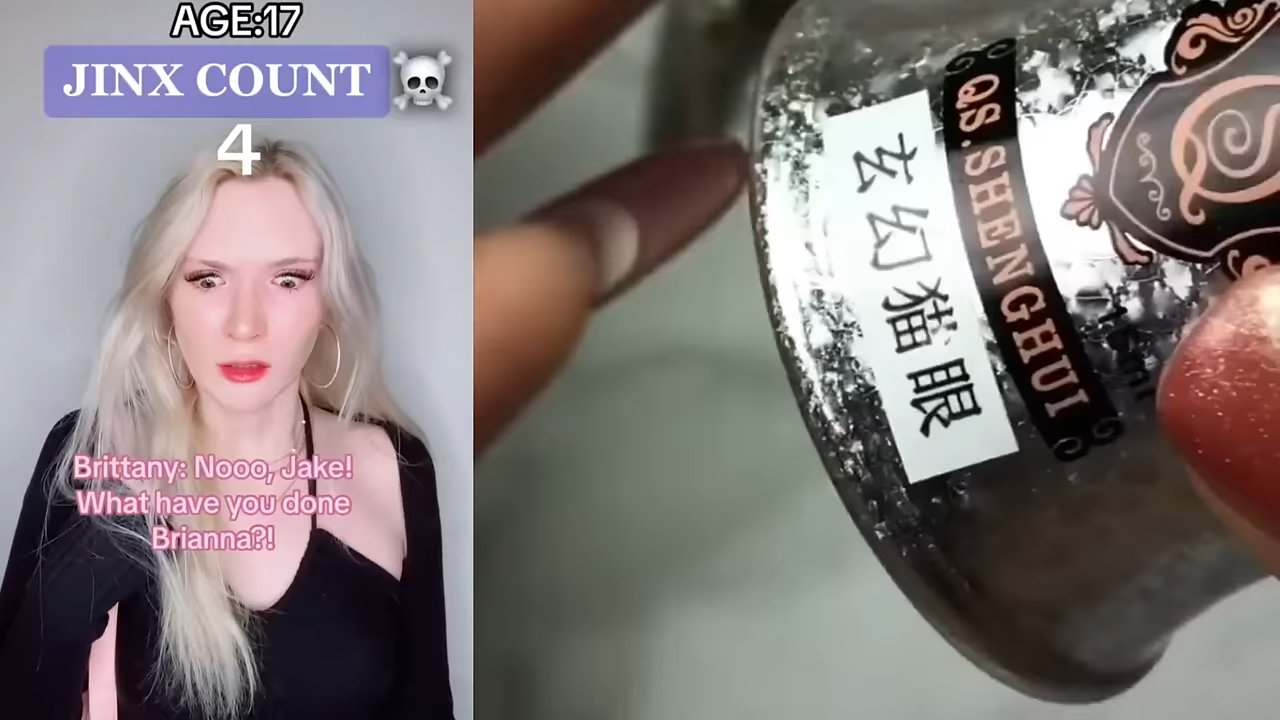 AGE:17
JINX COUNT ☠️
4
Brittany: Nooo, Jake!
What have you done
Brianna?!
QS.SHENGHUI
玄幻猫眼